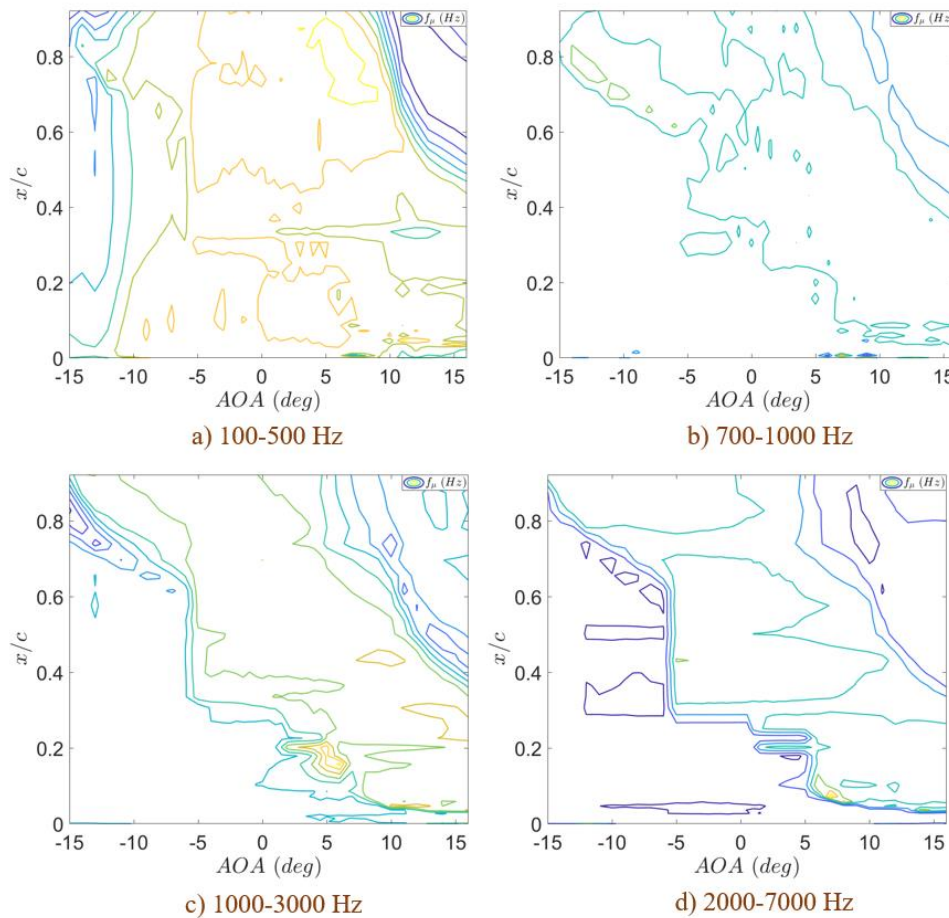 f_μ (Hz)
f_μ (Hz)
x/c
0.8
0.6
0.4
0.2
0
-15 -10 -5 0 5 10 15
AOA (deg)
x/c
0.8
0.6
0.4
0.2
0
-15 -10 -5 0 5 10 15
AOA (deg)
a) 100-500 Hz
b) 700-1000 Hz
f_μ (Hz)
f_μ (Hz)
x/c
0.8
0.6
0.4
0.2
0
-15 -10 -5 0 5 10 15
AOA (deg)
x/c
0.8
0.6
0.4
0.2
0
-15 -10 -5 0 5 10 15
AOA (deg)
c) 1000-3000 Hz
d) 2000-7000 Hz